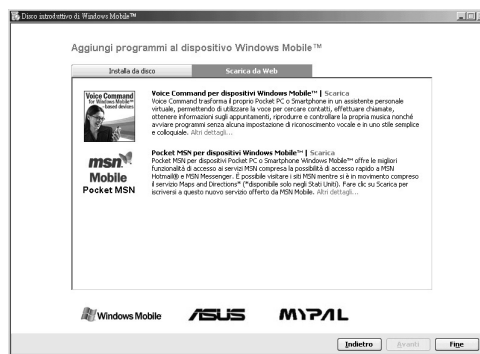 Disco introduttivo di Windows Mobile™
Aggiungi programmi al dispositivo Windows Mobile™
Installa da disco
Scarica da Web
Voice Command
for Windows Mobile™
-based devices
Voice Command per dispositivi Windows Mobile™ | Scarica
Voice Command trasforma il proprio Pocket PC o Smartphone in un assistente personale
virtuale, permettendo di utilizzare la voce per cercare contatti, effettuare chiamate,
ottenere informazioni sugli appuntamenti, riprodurre e controllare la propria musica nonché
avviare programmi senza alcuna impostazione di riconoscimento vocale e in uno stile semplice
e colloquiale. Altri dettagli...
msn
Mobile
Pocket MSN
Pocket MSN per dispositivi Windows Mobile™ | Scarica
Pocket MSN per dispositivi Pocket PC o Smartphone Windows Mobile™ offre le migliori
funzionalità di accesso ai servizi MSN compresa la possibilità di accesso rapido a MSN
Hotmail® e MSN Messenger. È possibile visitare i siti MSN mentre si è in movimento compreso
il servizio Maps and Directions* (*disponibile solo negli Stati Uniti). Fare clic su Scarica per
iscriversi a questo nuovo servizio offerto da MSN Mobile. Altri dettagli...
Windows Mobile
ASUS
MYPAL
Indietro
Avanti
Fine